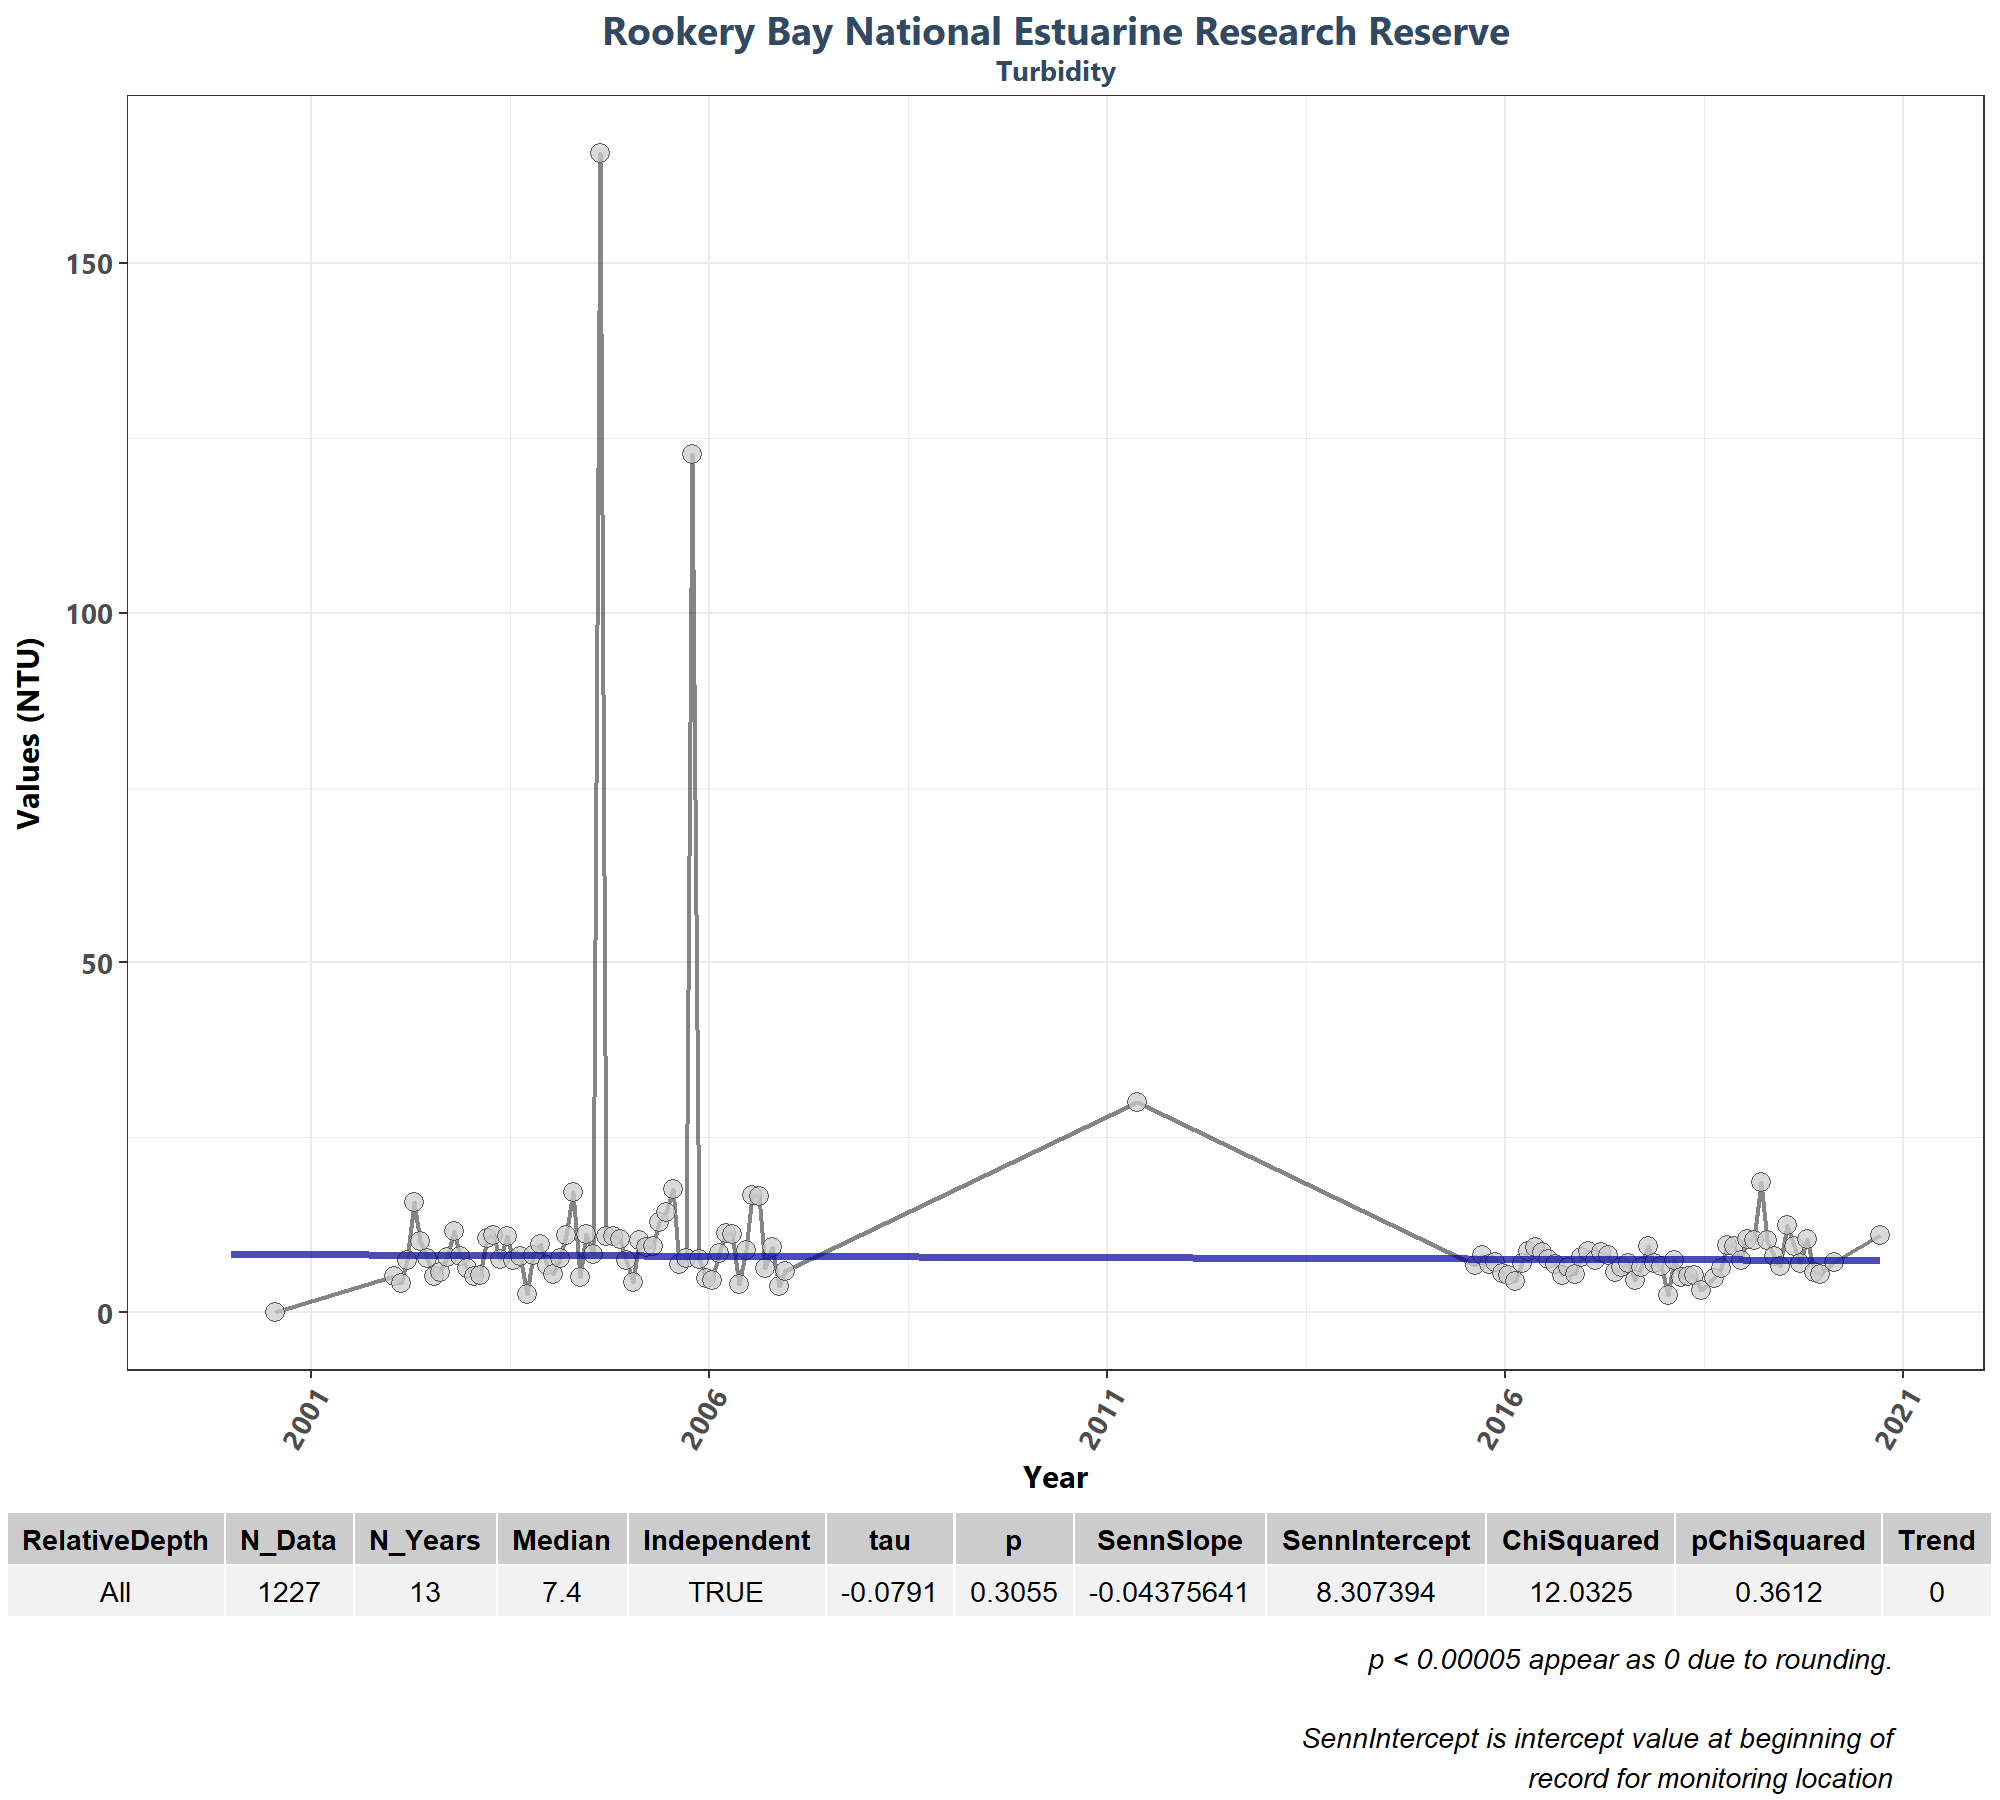 Rookery Bay National Estuarine Research Reserve
Turbidity
150
100
50
0
Values (NTU)
2001 2006 2011 2016 2021
Year
RelativeDepth N_Data N_Years Median Independent tau p SennSlope SennIntercept ChiSquared pChiSquared Trend
All 1227 13 7.4 TRUE -0.0791 0.3055 -0.04375641 8.307394 12.0325 0.3612 0
p < 0.00005 appear as 0 due to rounding.
SennIntercept is intercept value at beginning of
record for monitoring location